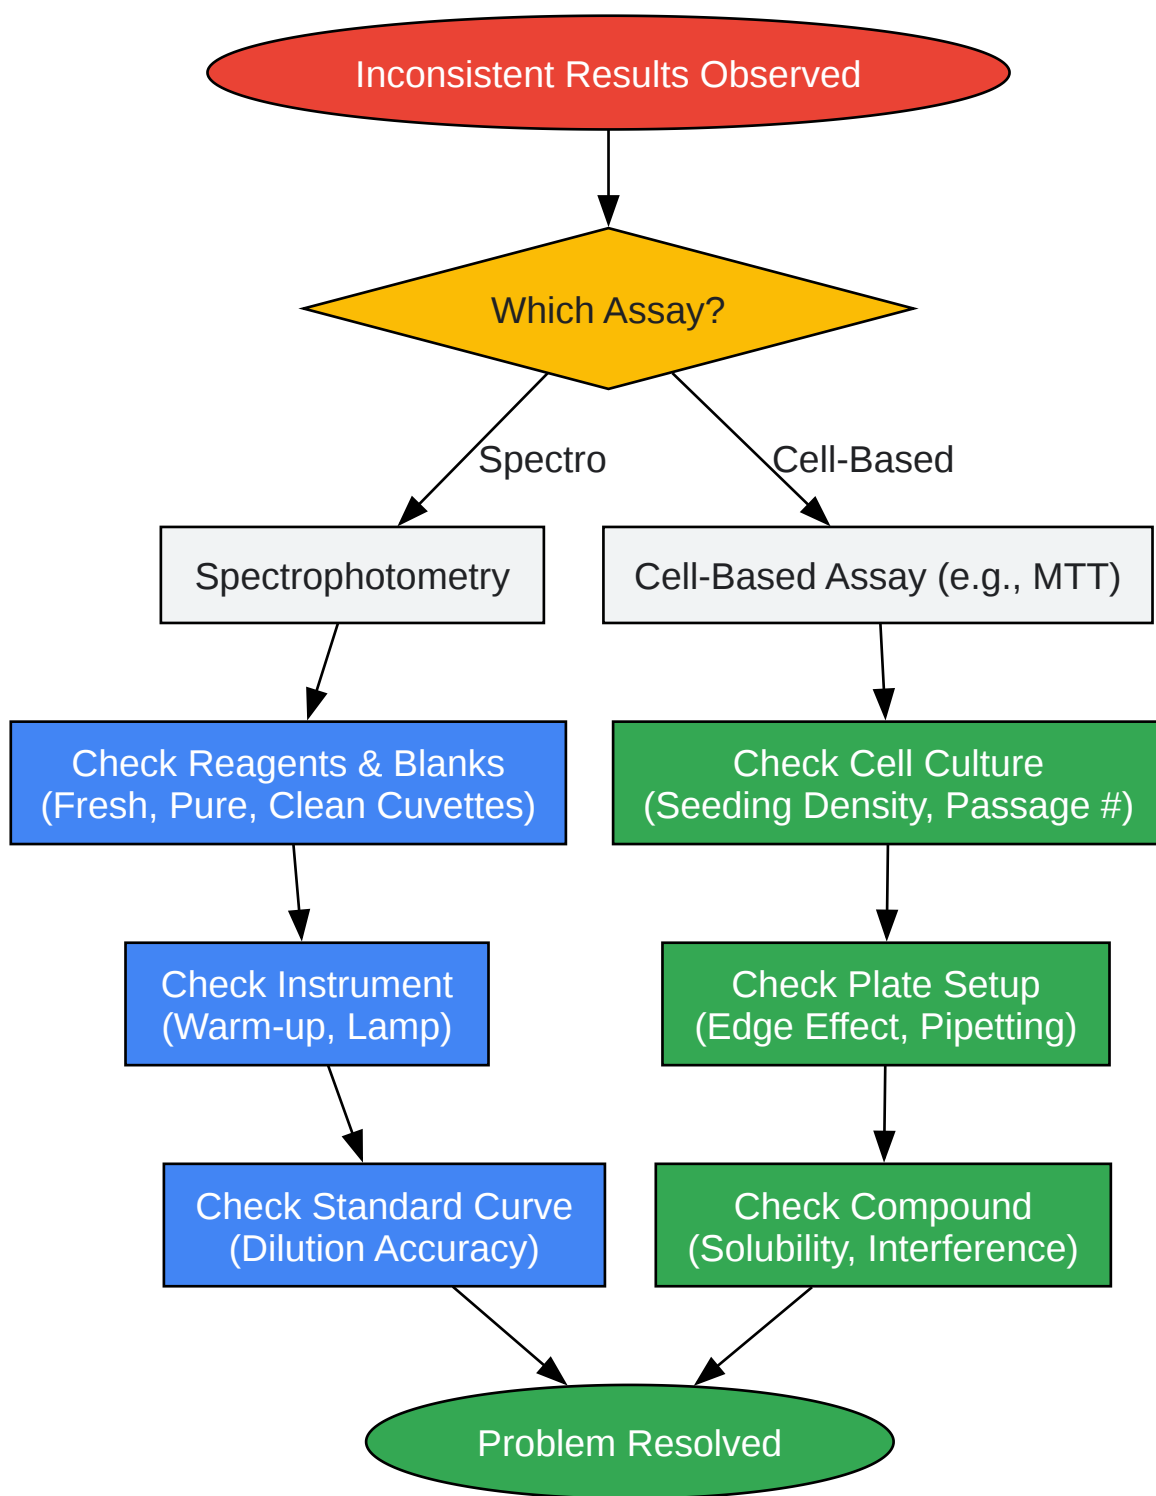 Inconsistent Results Observed
Which Assay?
Spectro
Cell-Based
Spectrophotometry
Cell-Based Assay (e.g., MTT)
Check Reagents & Blanks
(Fresh, Pure, Clean Cuvettes)
Check Cell Culture
(Seeding Density, Passage #)
Check Instrument
(Warm-up, Lamp)
Check Plate Setup
(Edge Effect, Pipetting)
Check Standard Curve
(Dilution Accuracy)
Check Compound
(Solubility, Interference)
Problem Resolved